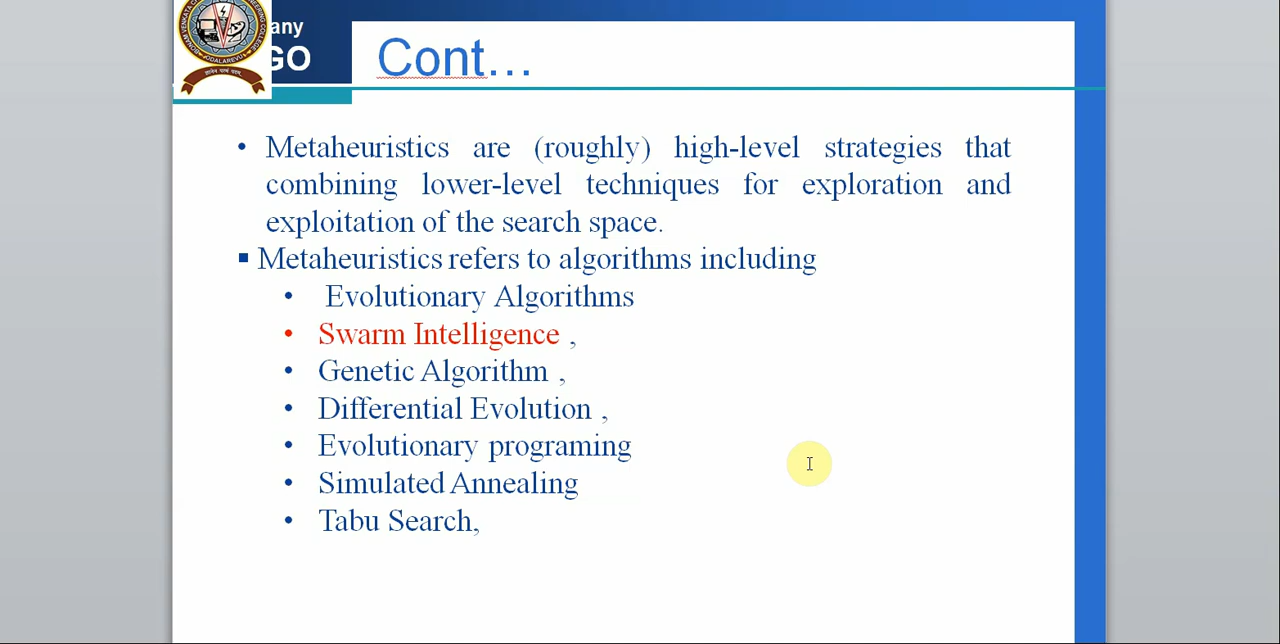 any
GO
Cont...
• Metaheuristics are (roughly) high-level strategies that
combining lower-level techniques for exploration and
exploitation of the search space.
▪ Metaheuristics refers to algorithms including
• Evolutionary Algorithms
• Swarm Intelligence ,
• Genetic Algorithm ,
• Differential Evolution ,
• Evolutionary programing
• Simulated Annealing
• Tabu Search,